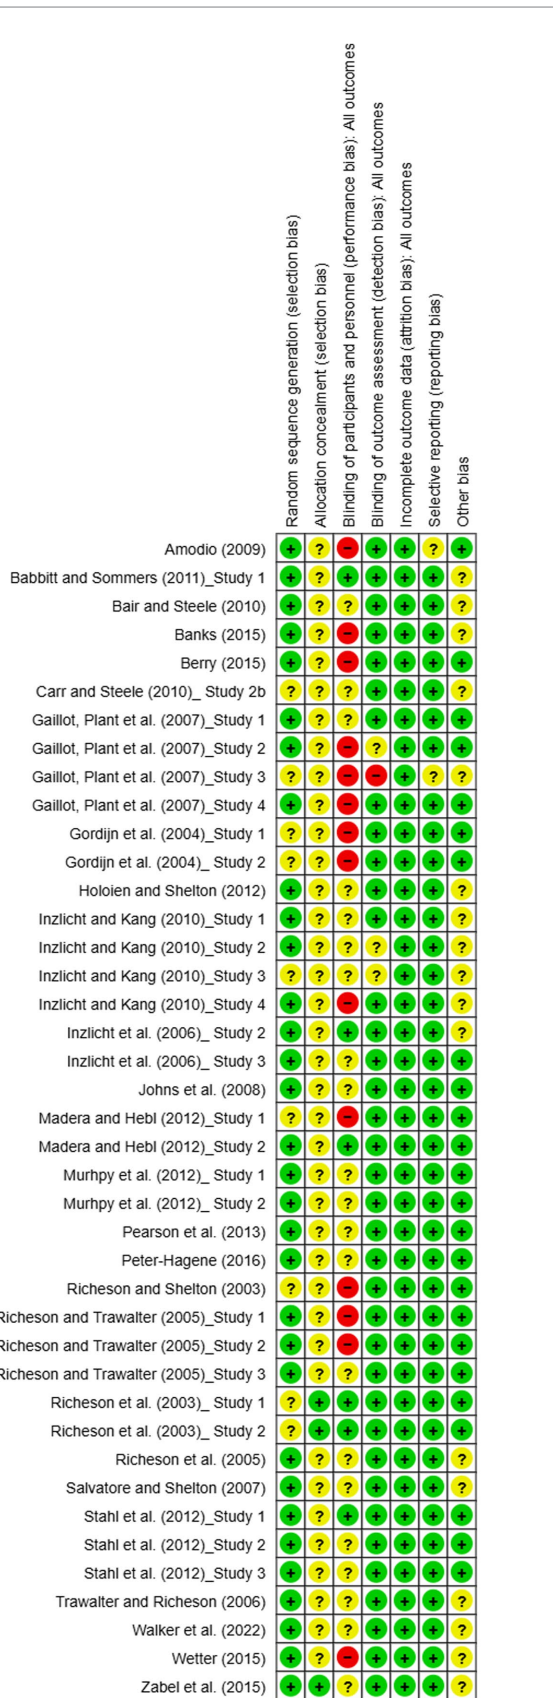 Random sequence generation (selection bias)
Allocation concealment (selection bias)
Blinding of participants and personnel (performance bias): All outcomes
Blinding of outcome assessment (detection bias): All outcomes
Incomplete outcome data (attrition bias): All outcomes
Selective reporting (reporting bias)
Other bias
Amodio (2009) + ? - + + ? +
Babbitt and Sommers (2011)_Study 1 + ? + + + + ?
Bair and Steele (2010) + ? ? + + + ?
Banks (2015) + ? - + + + ?
Berry (2015) + ? - + + + +
Carr and Steele (2010)_ Study 2b ? ? ? + + + ?
Gaillot, Plant et al. (2007)_Study 1 + ? ? + + + +
Gaillot, Plant et al. (2007)_Study 2 + ? - ? + + +
Gaillot, Plant et al. (2007)_Study 3 ? ? - - + ? ?
Gaillot, Plant et al. (2007)_Study 4 + ? - + + + +
Gordijn et al. (2004)_Study 1 ? ? - + + + +
Gordijn et al. (2004)_ Study 2 ? ? - + + + +
Holoien and Shelton (2012) + ? ? + + + ?
Inzlicht and Kang (2010)_Study 1 + ? ? + + + ?
Inzlicht and Kang (2010)_Study 2 + ? ? ? + + ?
Inzlicht and Kang (2010)_Study 3 ? ? ? ? + + ?
Inzlicht and Kang (2010)_Study 4 + ? - + + + ?
Inzlicht et al. (2006)_ Study 2 + ? + + + + ?
Inzlicht et al. (2006)_ Study 3 + ? ? + + + +
Johns et al. (2008) + ? ? + + + +
Madera and Hebl (2012)_Study 1 ? ? - + + + +
Madera and Hebl (2012)_Study 2 + ? + + + + +
Murhpy et al. (2012)_ Study 1 + ? ? + + + +
Murhpy et al. (2012)_ Study 2 + ? ? + + + +
Pearson et al. (2013) + ? ? + + + +
Peter-Hagene (2016) + ? ? + + + +
Richeson and Shelton (2003) ? ? - + + + +
Richeson and Trawalter (2005)_Study 1 + ? - + + + +
Richeson and Trawalter (2005)_Study 2 + ? - + + + +
Richeson and Trawalter (2005)_Study 3 + ? ? + + + +
Richeson et al. (2003)_ Study 1 ? + + + + + +
Richeson et al. (2003)_ Study 2 ? + + + + + +
Richeson et al. (2005) + ? ? + + + ?
Salvatore and Shelton (2007) + ? ? + + + ?
Stahl et al. (2012)_Study 1 + ? + + + + +
Stahl et al. (2012)_Study 2 + ? ? + + + +
Stahl et al. (2012)_Study 3 + ? ? + + + +
Trawalter and Richeson (2006) + ? ? + + + ?
Walker et al. (2022) + ? ? + + + ?
Wetter (2015) + ? - + + + ?
Zabel et al. (2015) + + ? + + + ?